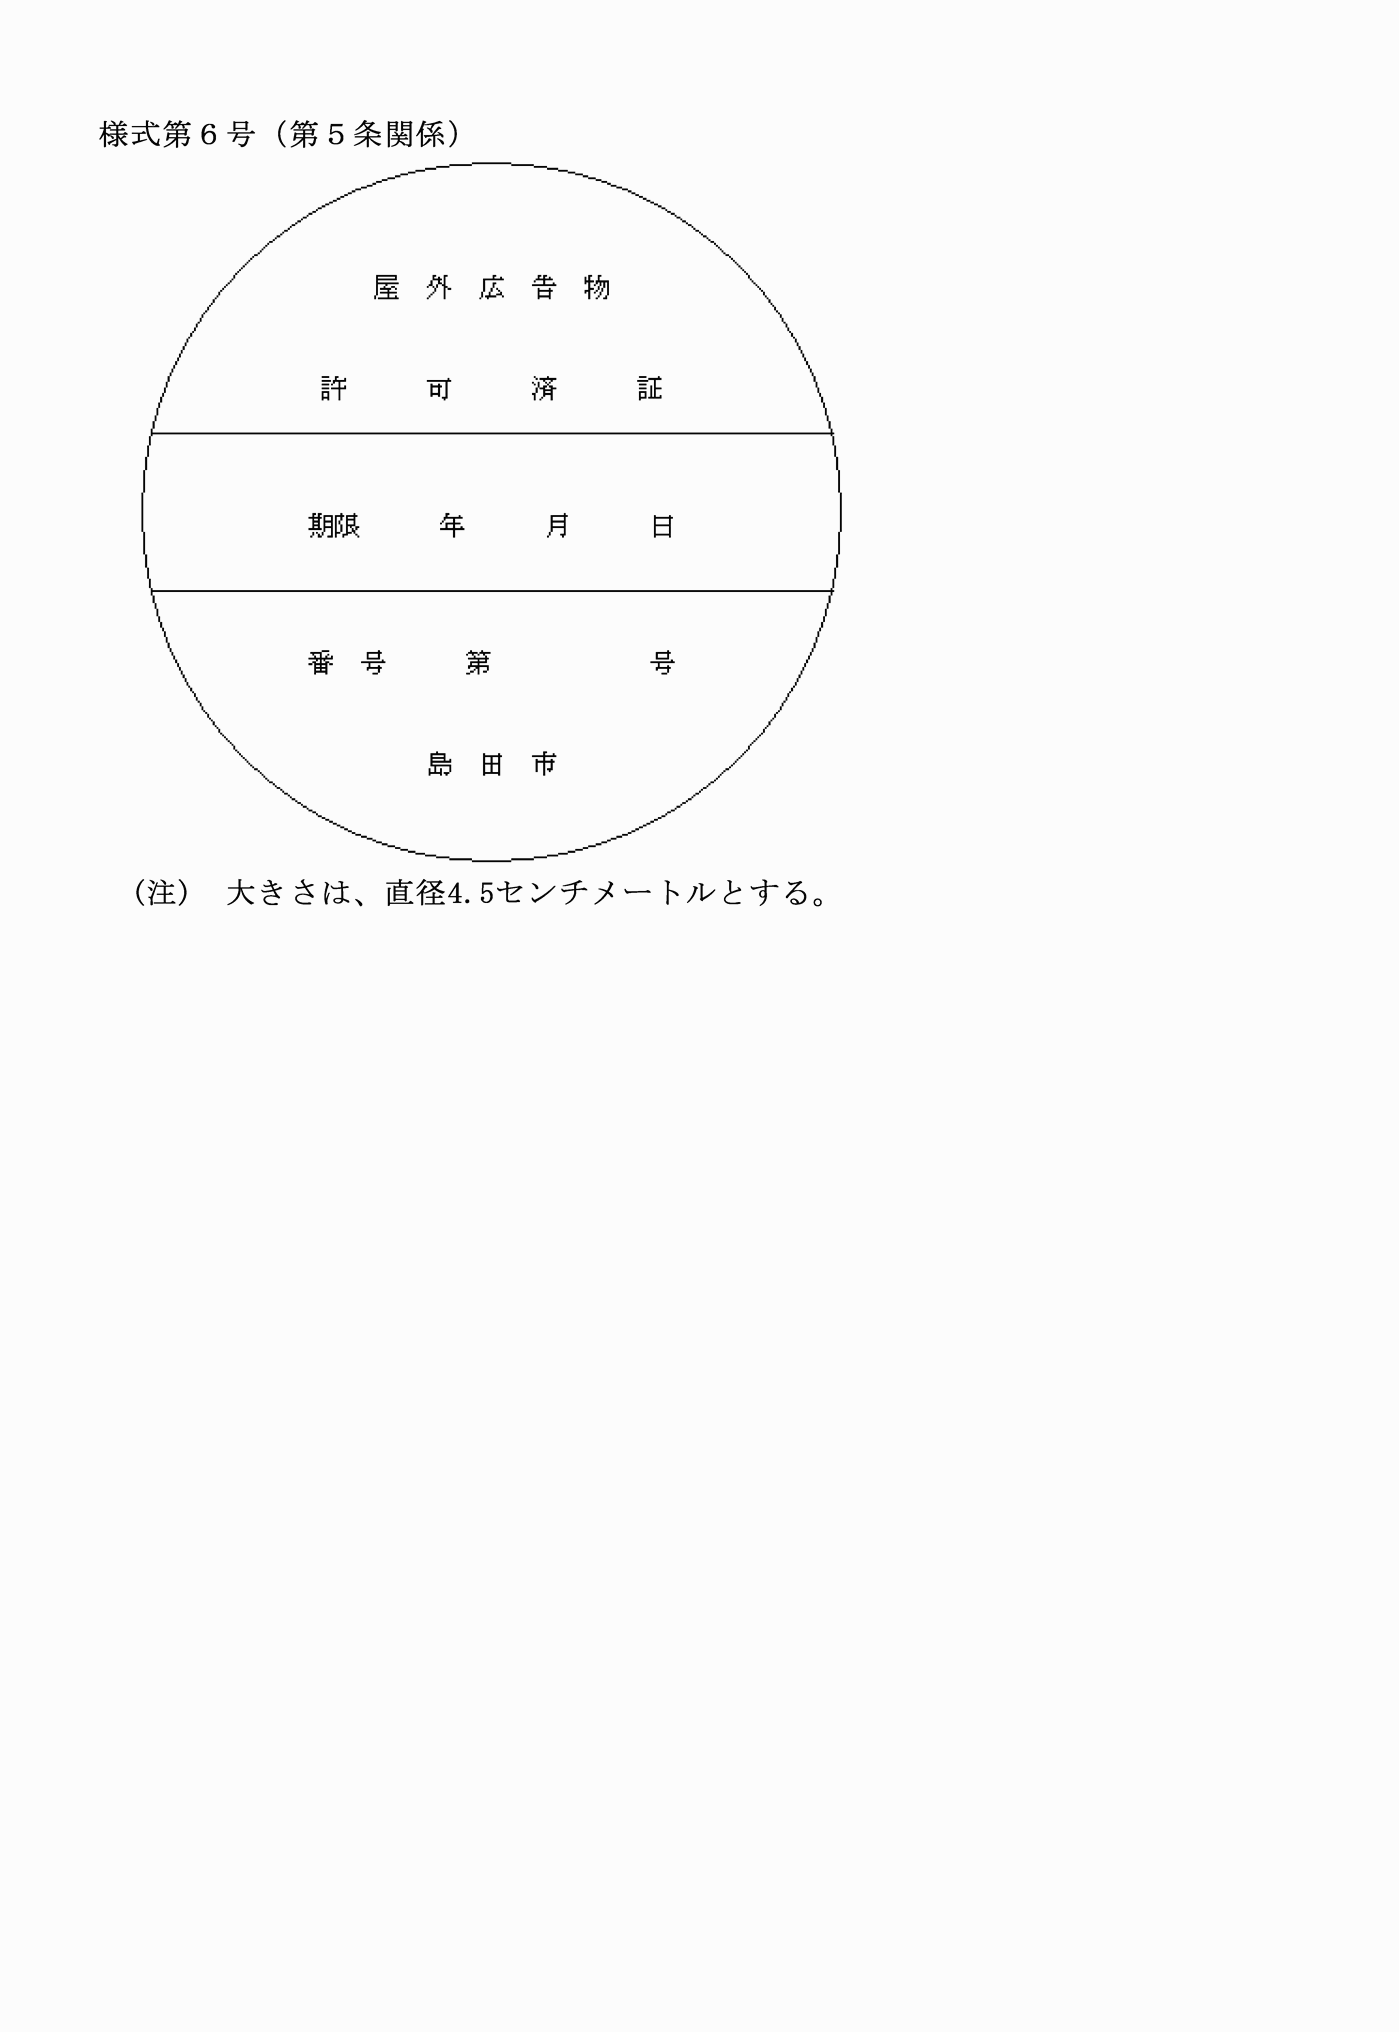 様式第６号（第５条関係）
屋　外　広　告　物
許　　　可　　　済　　　証
期限　　　年　　　月　　　日
番　号　　　第　　　　　　号
島　田　市
（注）　大きさは、直径4.5センチメートルとする。